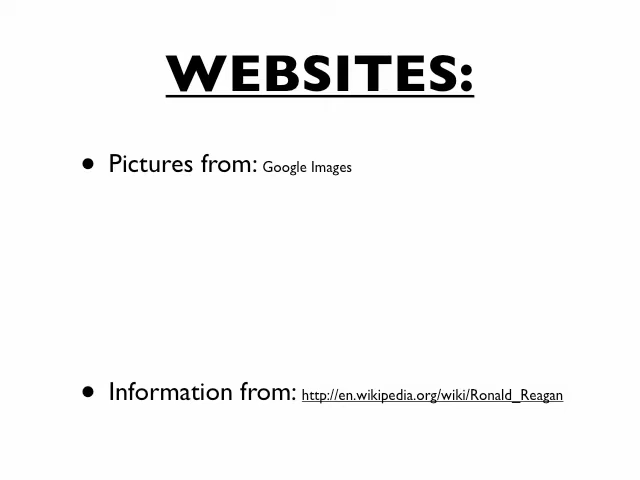 WEBSITES:
• Pictures from: Google Images
• Information from: http://en.wikipedia.org/wiki/Ronald_Reagan